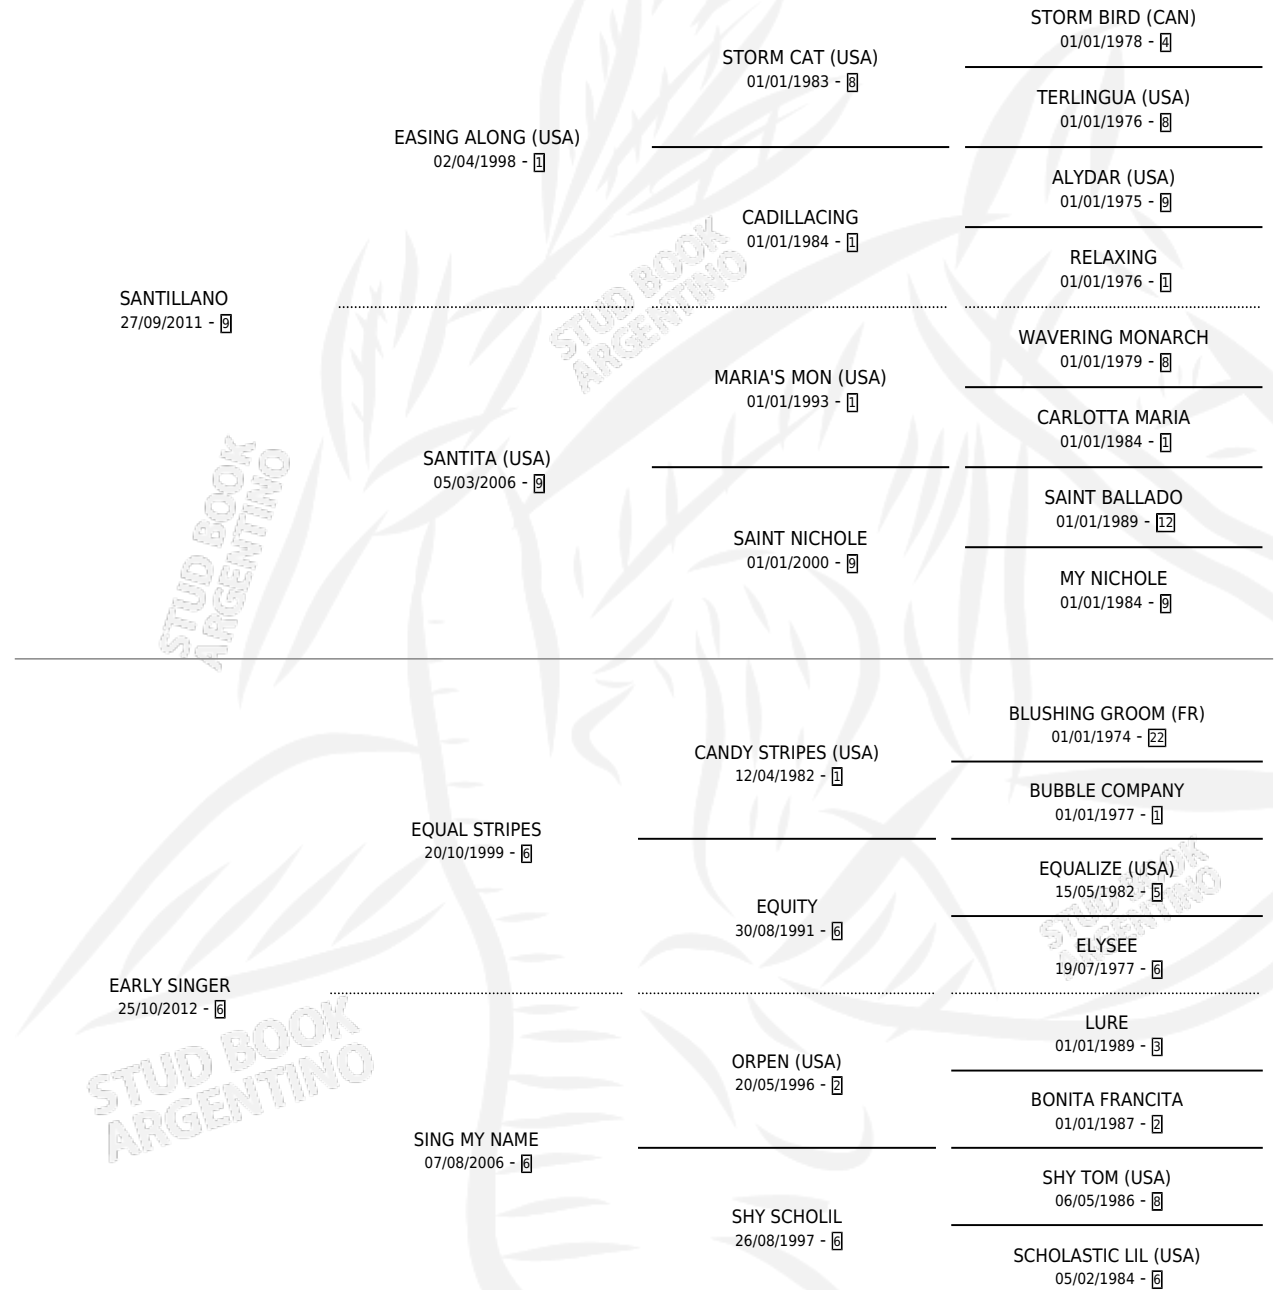 STORM BIRD (CAN)
01/01/1978 - 4
STORM CAT (USA)
01/01/1983 - 8
TERLINGUA (USA)
01/01/1976 - 8
EASING ALONG (USA)
02/04/1998 - 1
ALYDAR (USA)
01/01/1975 - 9
CADILLACING
01/01/1984 - 1
RELAXING
01/01/1976 - 1
SANTILLANO
27/09/2011 - 9
WAVERING MONARCH
01/01/1979 - 8
MARIA'S MON (USA)
01/01/1993 - 1
CARLOTTA MARIA
01/01/1984 - 1
SANTITA (USA)
05/03/2006 - 9
SAINT BALLADO
01/01/1989 - 12
SAINT NICHOLE
01/01/2000 - 9
MY NICHOLE
01/01/1984 - 9
BLUSHING GROOM (FR)
01/01/1974 - 22
CANDY STRIPES (USA)
12/04/1982 - 1
BUBBLE COMPANY
01/01/1977 - 1
EQUAL STRIPES
20/10/1999 - 6
EQUALIZE (USA)
15/05/1982 - 5
EQUITY
30/08/1991 - 6
ELYSEE
19/07/1977 - 6
EARLY SINGER
25/10/2012 - 6
LURE
01/01/1989 - 3
ORPEN (USA)
20/05/1996 - 2
BONITA FRANCITA
01/01/1987 - 2
SING MY NAME
07/08/2006 - 6
SHY TOM (USA)
06/05/1986 - 8
SHY SCHOLIL
26/08/1997 - 6
SCHOLASTIC LIL (USA)
05/02/1984 - 6
STUD BOOK
ARGENTINO
STUD BOOK
ARGENTINO
STUD BOOK
ARGENTINO
STUD BOOK
ARGENTINO